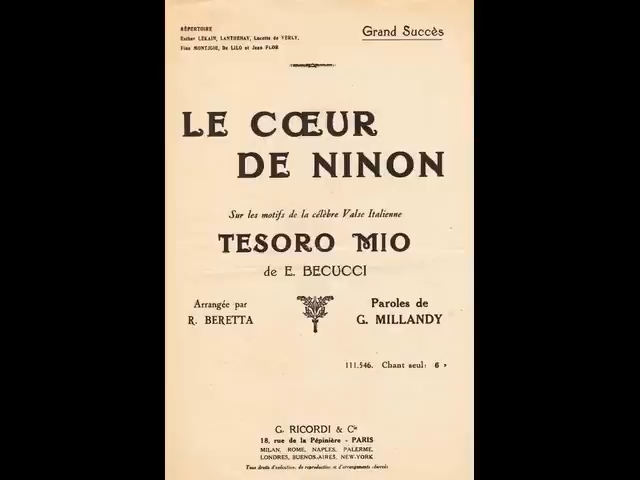 RÉPERTOIRE
Esther LEKAIN, LANTHENAY, Lucette de VERLY,
Fina MONTJOIE, De LILO et Jean FLOR
Grand Succès
LE CŒUR
DE NINON
Sur les motifs de la célèbre Valse Italienne
TESORO MIO
de E. BECUCCI
Arrangée par
R. BERETTA
Paroles de
G. MILLANDY
111.546. Chant seul: 6 »
G. RICORDI & Cie
18, rue de la Pépinière - PARIS
MILAN, ROME, NAPLES, PALERME,
LONDRES, BUENOS-AIRES, NEW-YORK
Tous droits d'exécution, de reproduction et d'arrangements réservés